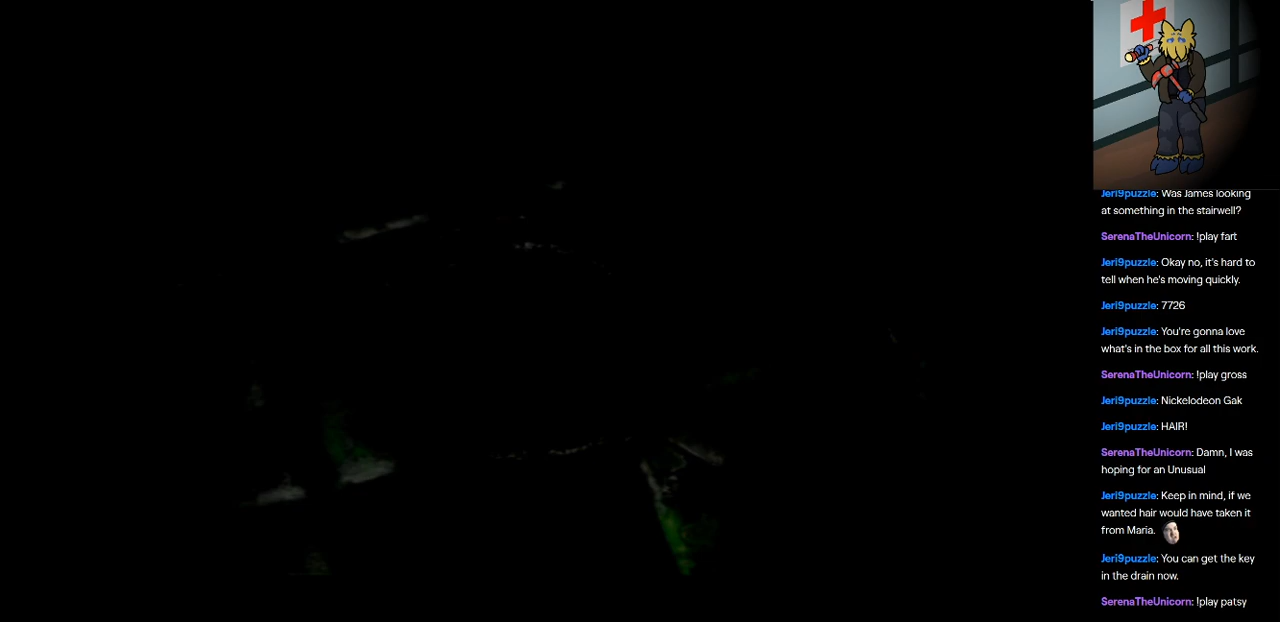 Jeri9puzzle: Was James looking
at something in the stairwell?
SerenaTheUnicorn: !play fart
Jeri9puzzle: Okay no, it's hard to
tell when he's moving quickly.
Jeri9puzzle: 7726
Jeri9puzzle: You're gonna love
what's in the box for all this work.
SerenaTheUnicorn: !play gross
Jeri9puzzle: Nickelodeon Gak
Jeri9puzzle: HAIR!
SerenaTheUnicorn: Damn, I was
hoping for an Unusual
Jeri9puzzle: Keep in mind, if we
wanted hair would have taken it
from Maria.
Jeri9puzzle: You can get the key
in the drain now.
SerenaTheUnicorn: !play patsy